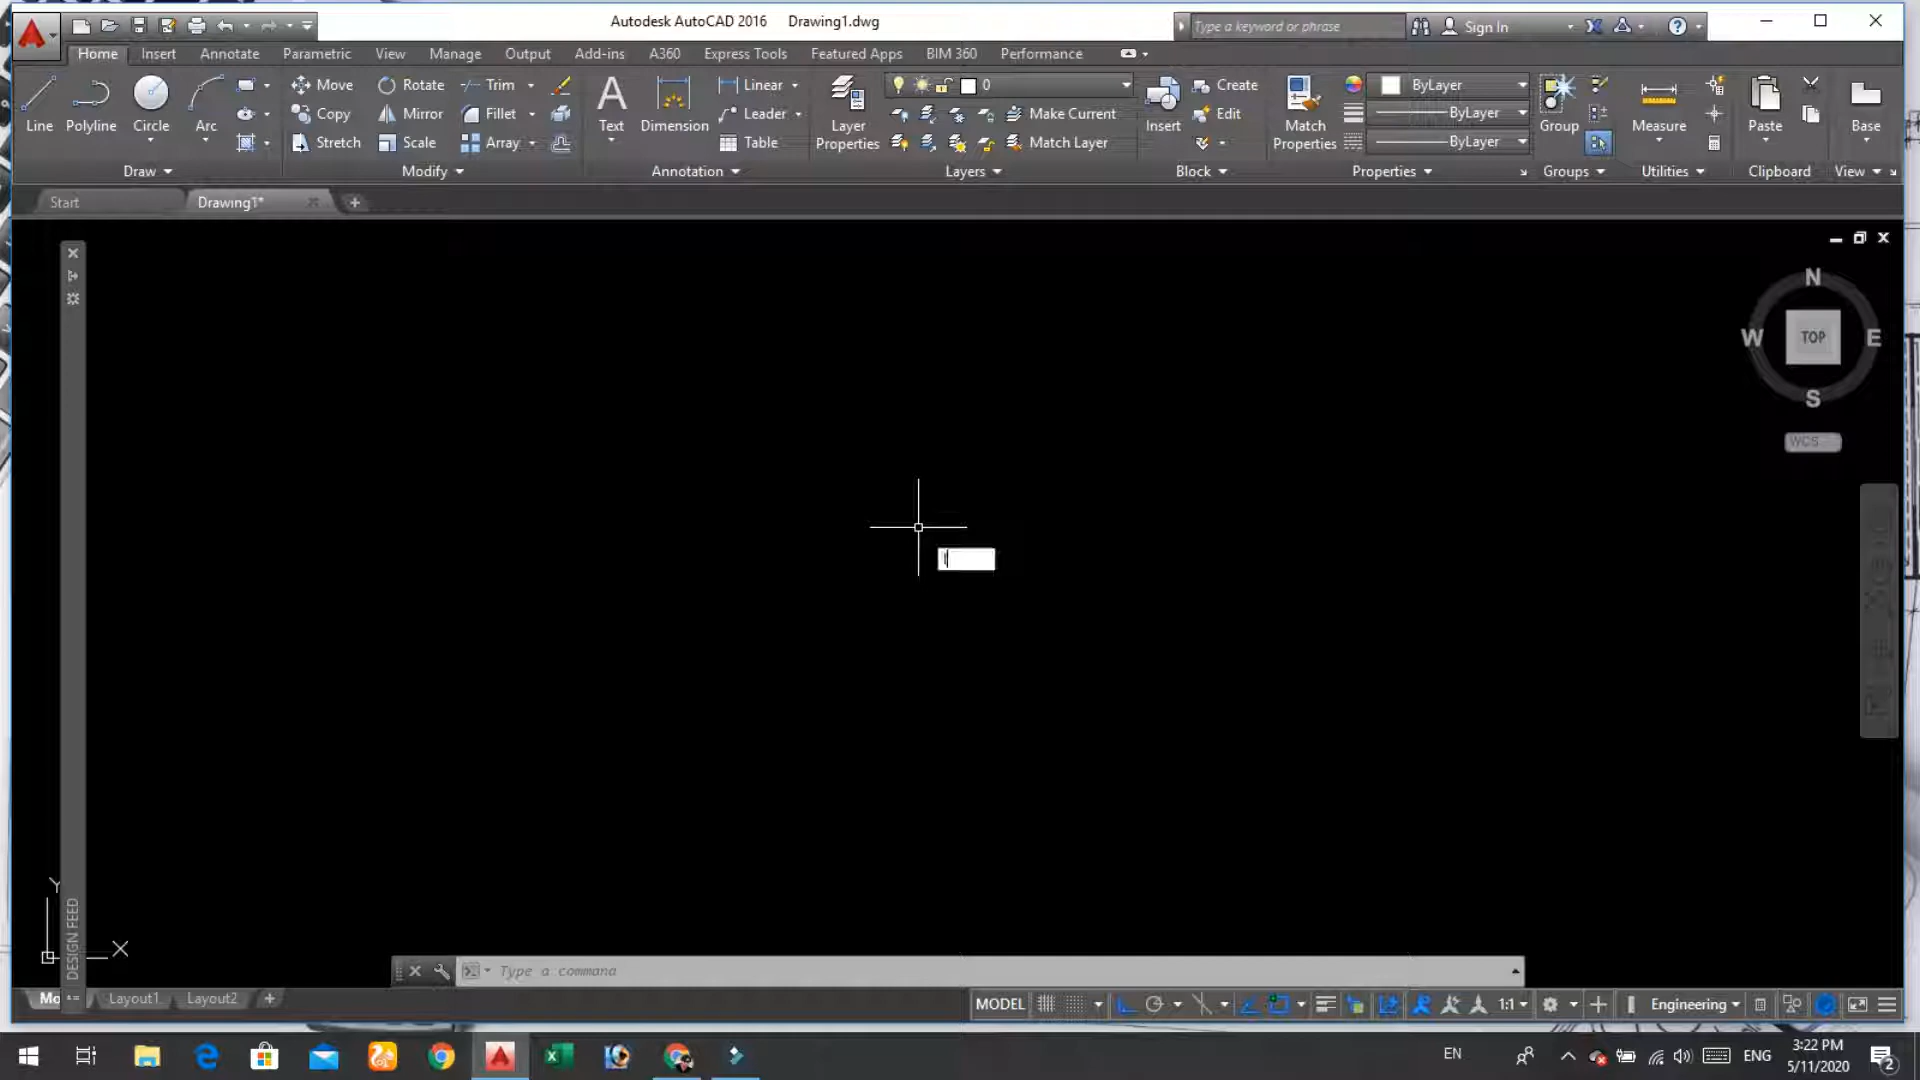 Autodesk AutoCAD 2016 Drawing1.dwg
Type a keyword or phrase
Sign In
Home Insert Annotate Parametric View Manage Output Add-ins A360 Express Tools Featured Apps BIM 360 Performance
Line Polyline Circle Arc
Move Rotate Trim
Copy Mirror Fillet
Stretch Scale Array
Text Dimension
Linear
Leader
Table
Layer Properties
0
Make Current
Match Layer
Insert
Create
Edit
Match Properties
ByLayer
ByLayer
ByLayer
Group Measure Paste Base
Draw Modify Annotation Layers Block Properties Groups Utilities Clipboard View
Start Drawing1*
N
W TOP E
S
WCS
Y
X
DESIGN FEED
Type a command
Mo Layout1 Layout2
MODEL 1:1 Engineering
EN ENG 3:22 PM
5/11/2020
2